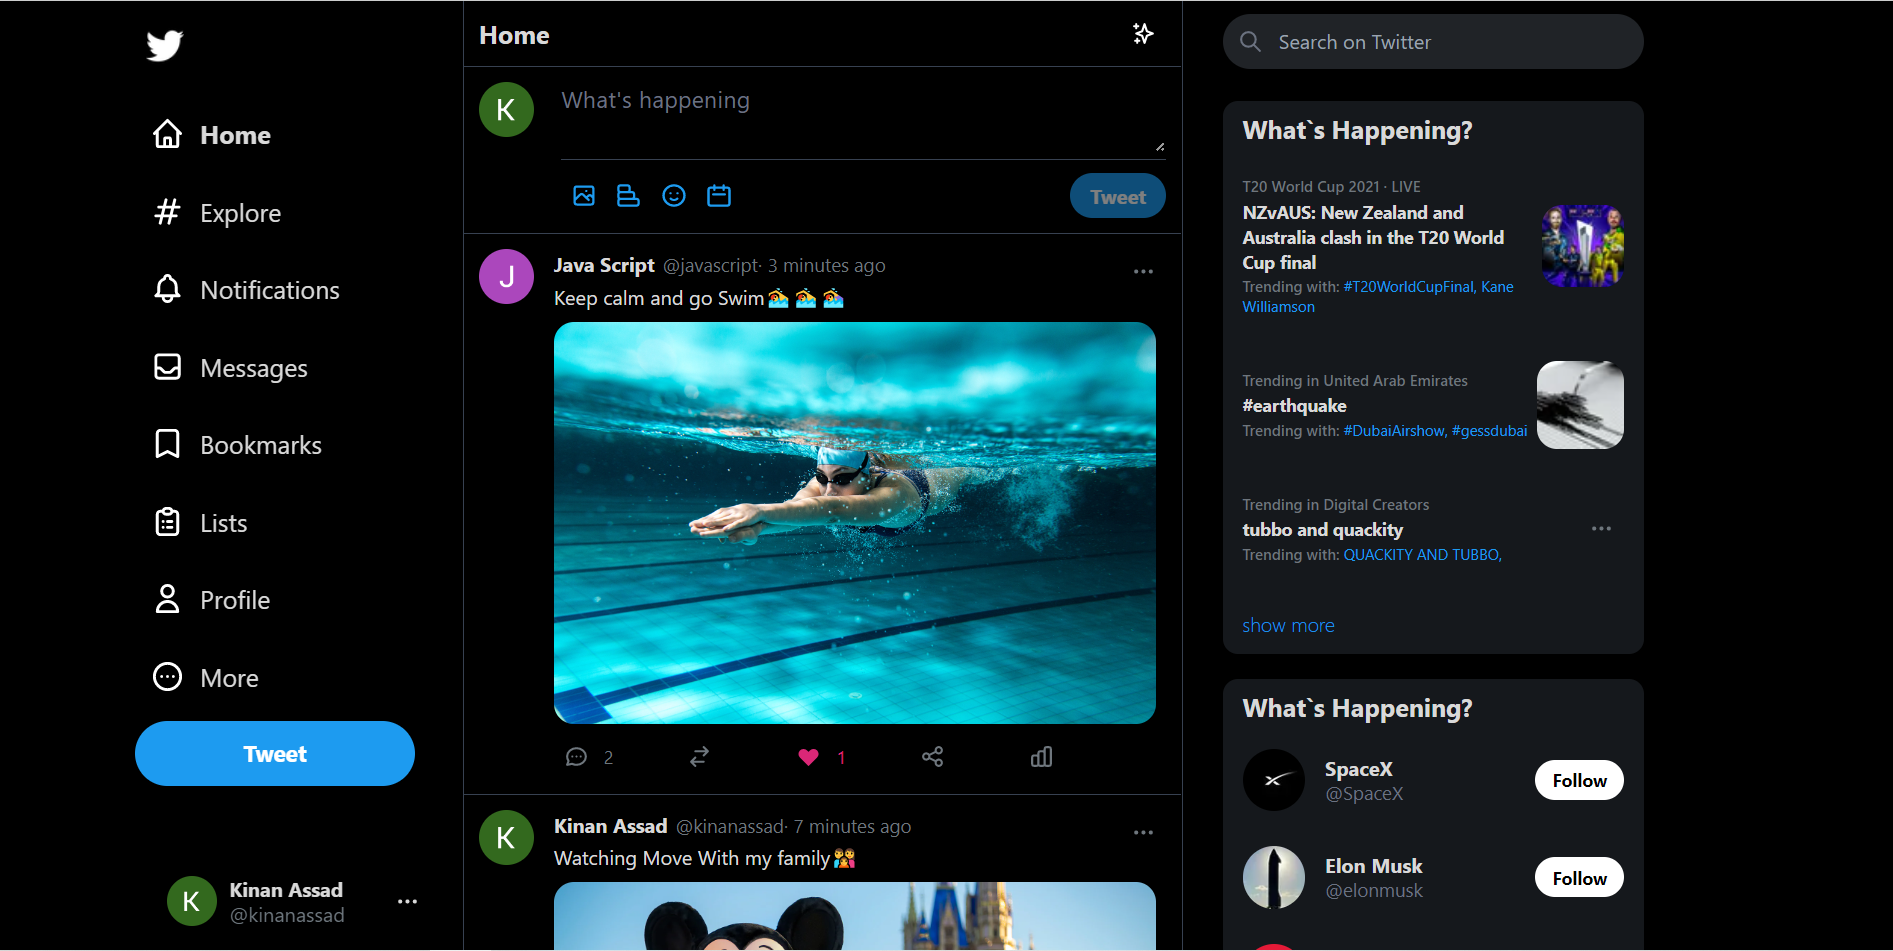 Home
Explore
Notifications
Messages
Bookmarks
Lists
Profile
More
Tweet
K
Kinan Assad
@kinanassad
Home
K
What's happening
Tweet
J
Java Script @javascript· 3 minutes ago
Keep calm and go Swim🏊🏊🏊
2
1
K
Kinan Assad @kinanassad· 7 minutes ago
Watching Move With my family👪
Search on Twitter
What`s Happening?
T20 World Cup 2021 · LIVE
NZvAUS: New Zealand and
Australia clash in the T20 World
Cup final
Trending with: #T20WorldCupFinal, Kane
Williamson
Trending in United Arab Emirates
#earthquake
Trending with: #DubaiAirshow, #gessdubai
Trending in Digital Creators
tubbo and quackity
Trending with: QUACKITY AND TUBBO,
show more
What`s Happening?
SpaceX
@SpaceX
Follow
Elon Musk
@elonmusk
Follow